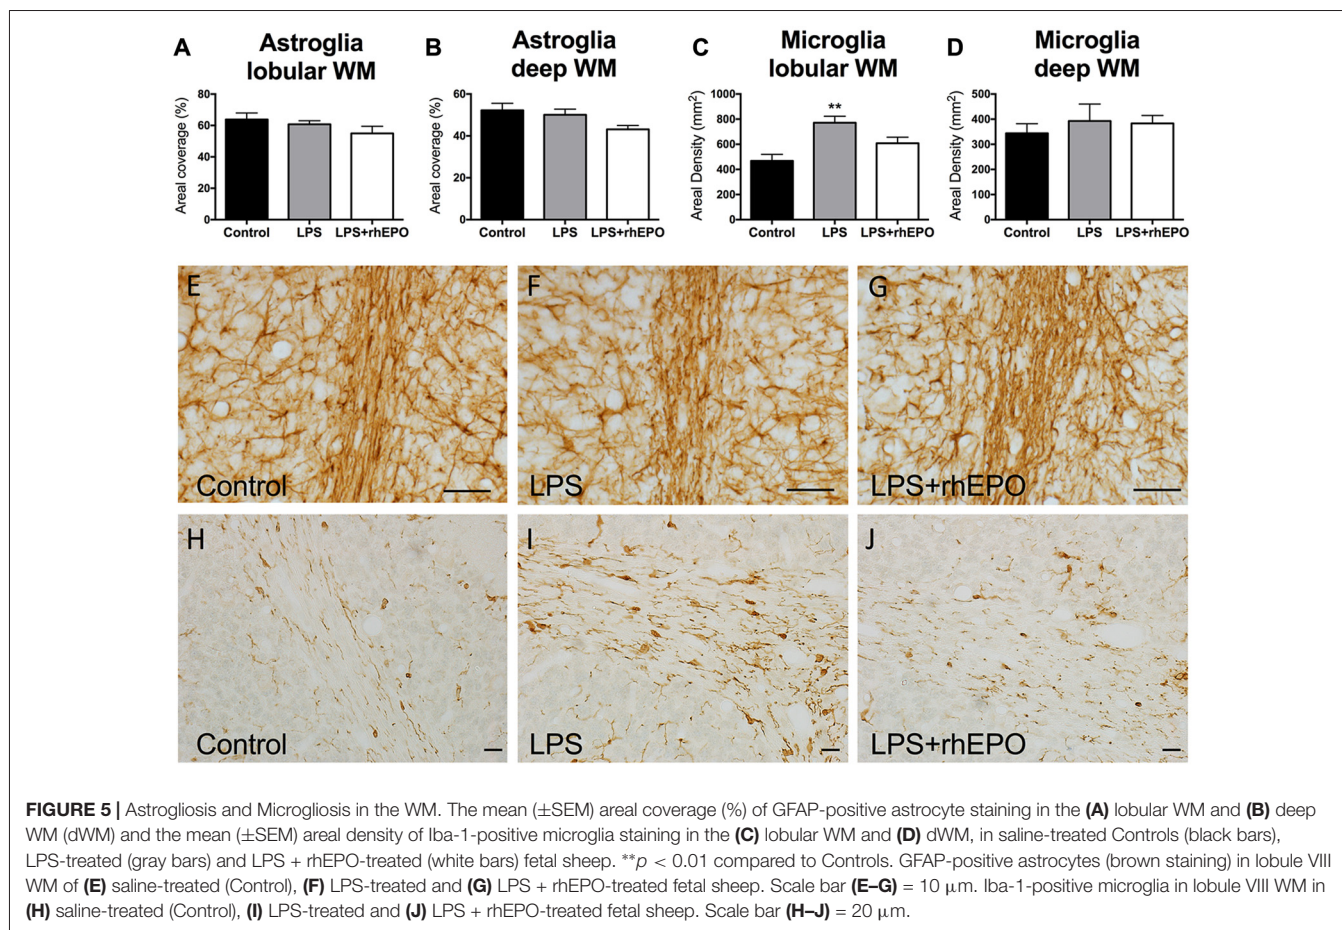 A
Astroglia
lobular WM
Areal coverage (%)
80
60
40
20
0
Control LPS LPS+rhEPO
B
Astroglia
deep WM
Areal coverage (%)
60
40
20
0
Control LPS LPS+rhEPO
C
Microglia
lobular WM
Areal Density (mm²)
1000
800
600
400
200
0
**
Control LPS LPS+rhEPO
D
Microglia
deep WM
Areal Density (mm²)
500
400
300
200
100
0
Control LPS LPS+rhEPO
E
Control
F
LPS
G
LPS+rhEPO
H
Control
I
LPS
J
LPS+rhEPO
FIGURE 5 | Astrogliosis and Microgliosis in the WM. The mean (±SEM) areal coverage (%) of GFAP-positive astrocyte staining in the (A) lobular WM and (B) deep
WM (dWM) and the mean (±SEM) areal density of Iba-1-positive microglia staining in the (C) lobular WM and (D) dWM, in saline-treated Controls (black bars),
LPS-treated (gray bars) and LPS + rhEPO-treated (white bars) fetal sheep. **p < 0.01 compared to Controls. GFAP-positive astrocytes (brown staining) in lobule VIII
WM of (E) saline-treated (Control), (F) LPS-treated and (G) LPS + rhEPO-treated fetal sheep. Scale bar (E–G) = 10 μm. Iba-1-positive microglia in lobule VIII WM in
(H) saline-treated (Control), (I) LPS-treated and (J) LPS + rhEPO-treated fetal sheep. Scale bar (H–J) = 20 μm.